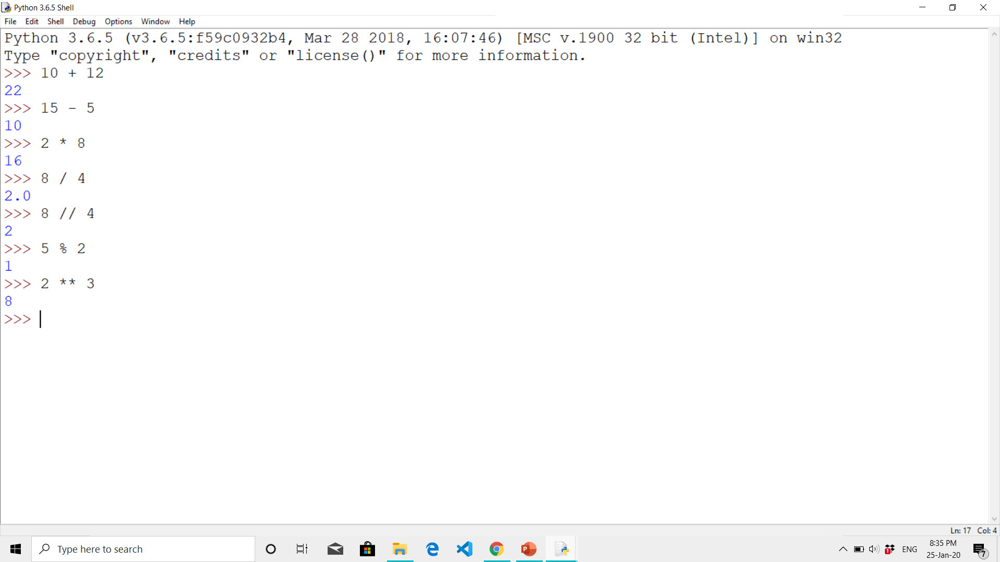 Python 3.6.5 Shell
File Edit Shell Debug Options Window Help
Python 3.6.5 (v3.6.5:f59c0932b4, Mar 28 2018, 16:07:46) [MSC v.1900 32 bit (Intel)] on win32
Type "copyright", "credits" or "license()" for more information.
>>> 10 + 12
22
>>> 15 - 5
10
>>> 2 * 8
16
>>> 8 / 4
2.0
>>> 8 // 4
2
>>> 5 % 2
1
>>> 2 ** 3
8
>>>
Ln: 17 Col: 4
Type here to search
ENG
8:35 PM
25-Jan-20
7
1
P